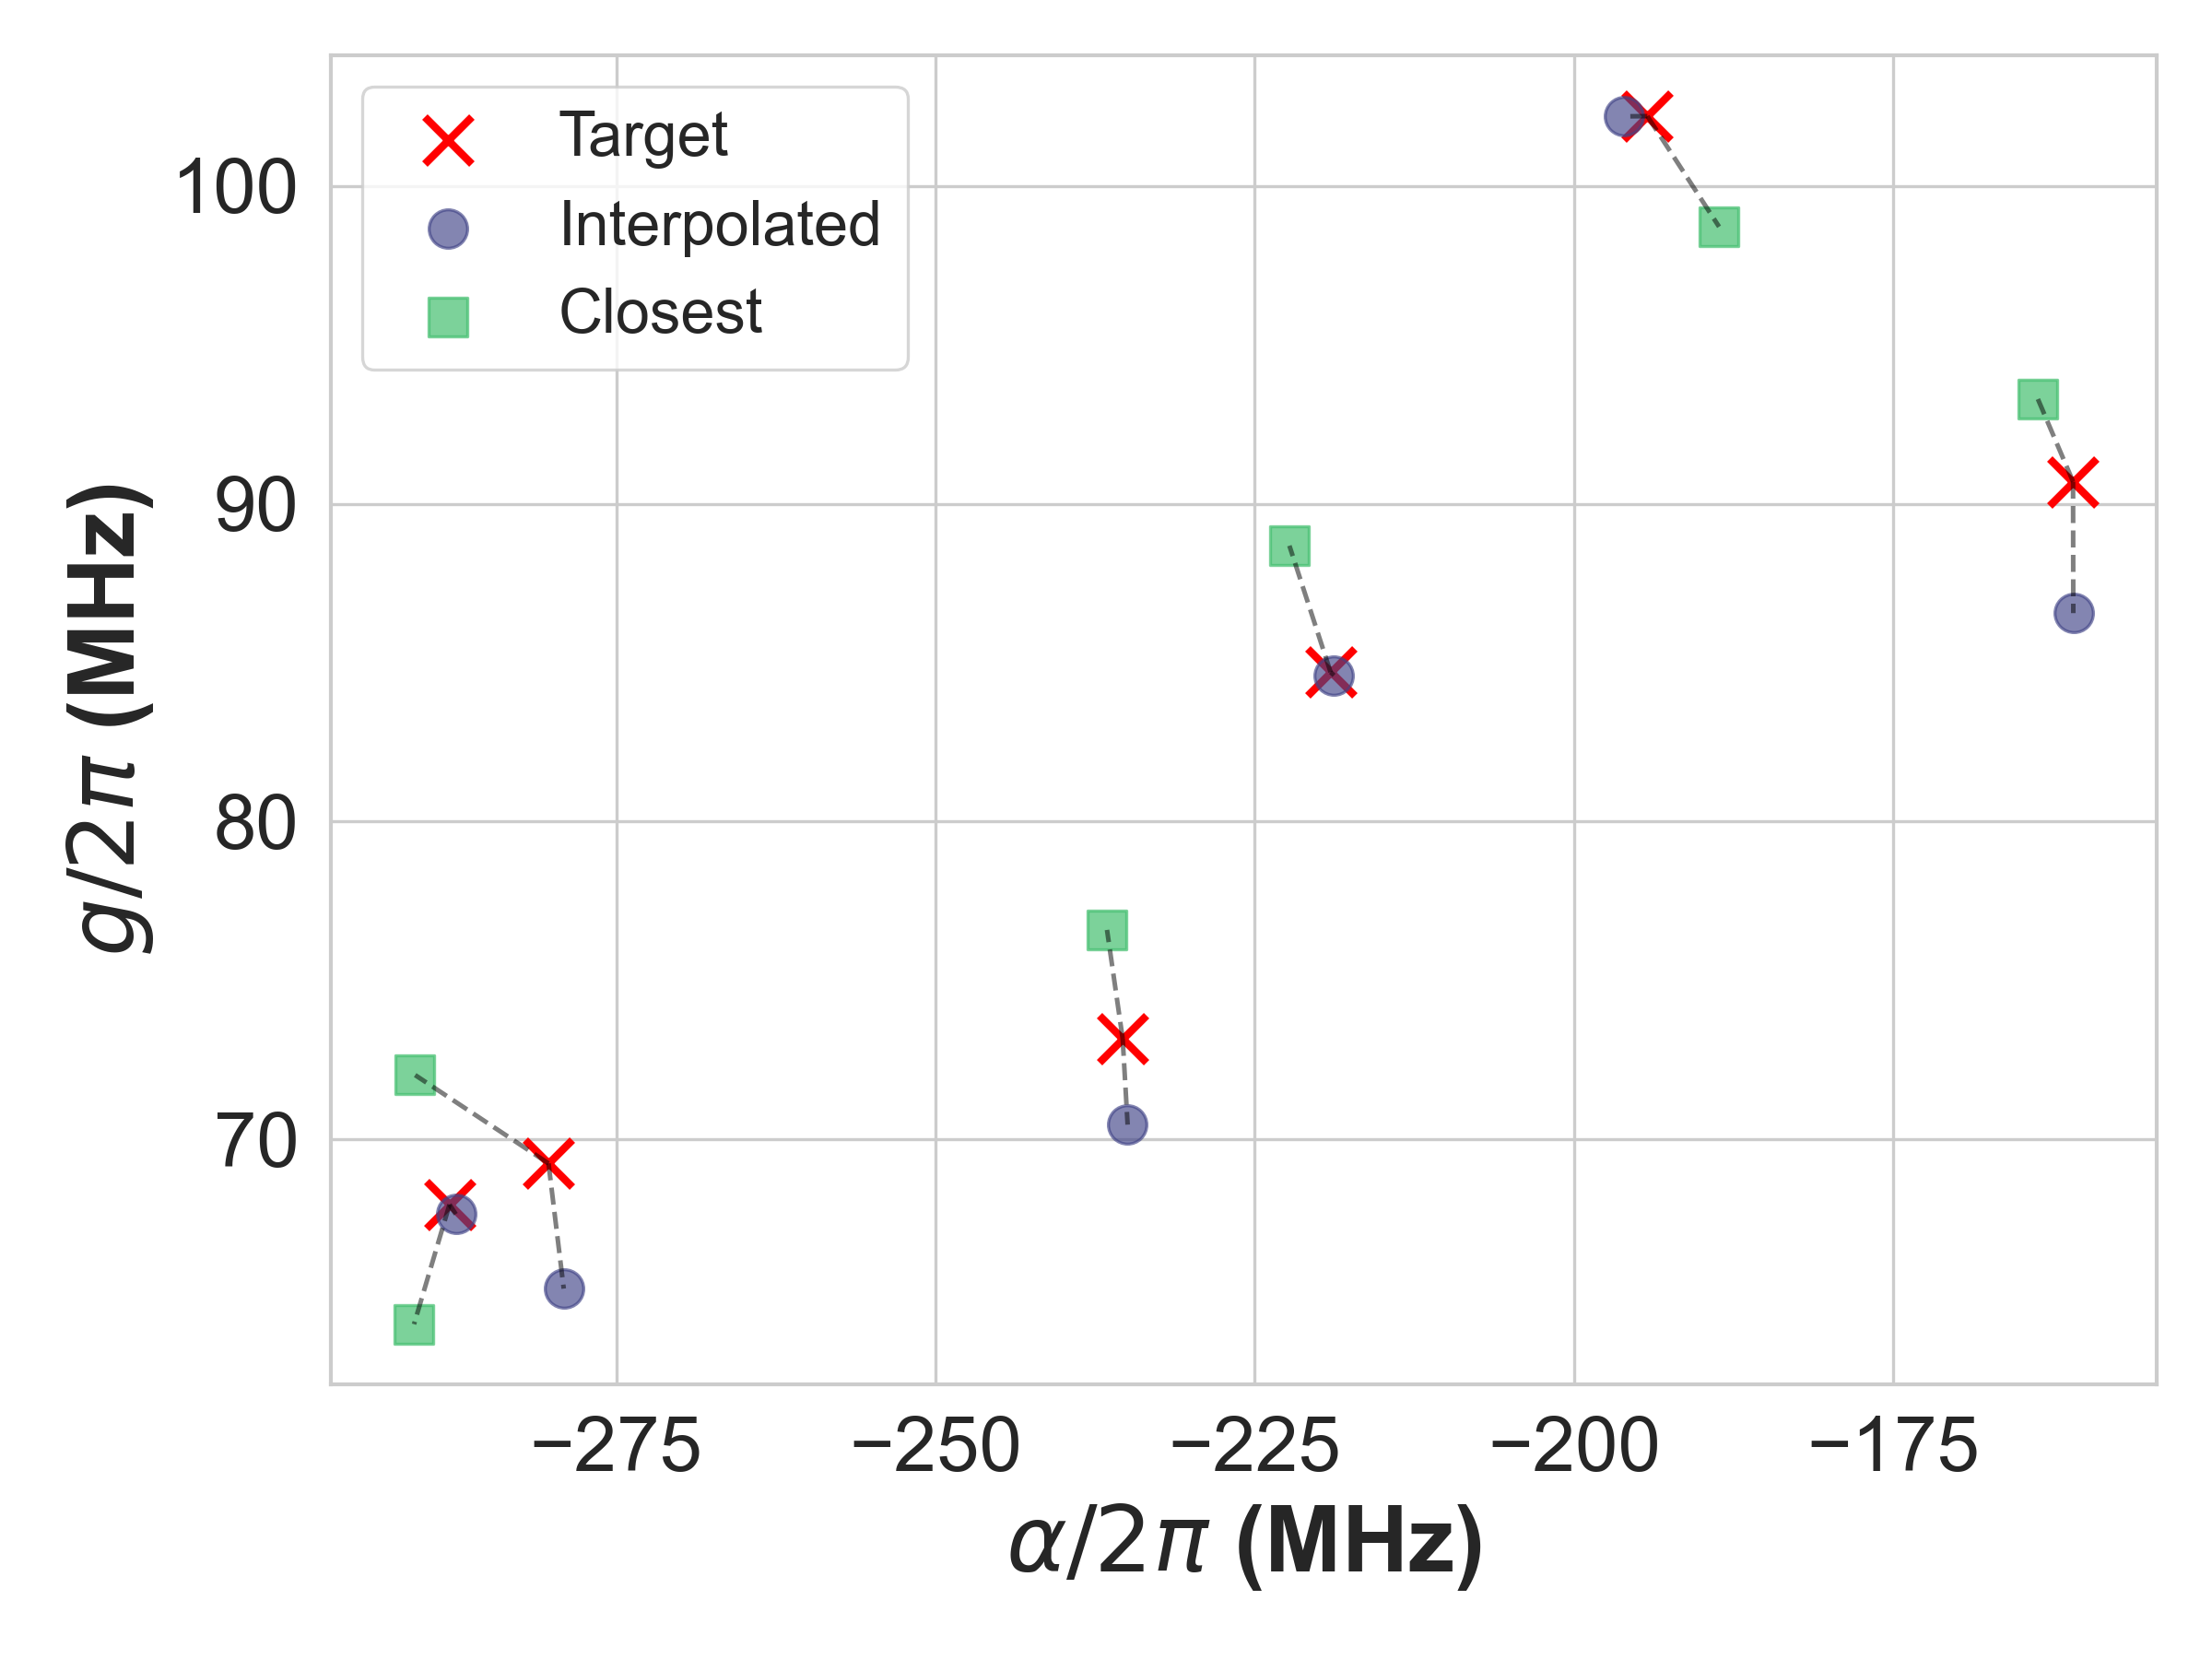 Target
Interpolated
Closest
100
90
80
70
g/2π (MHz)
−275
−250
−225
−200
−175
α/2π (MHz)